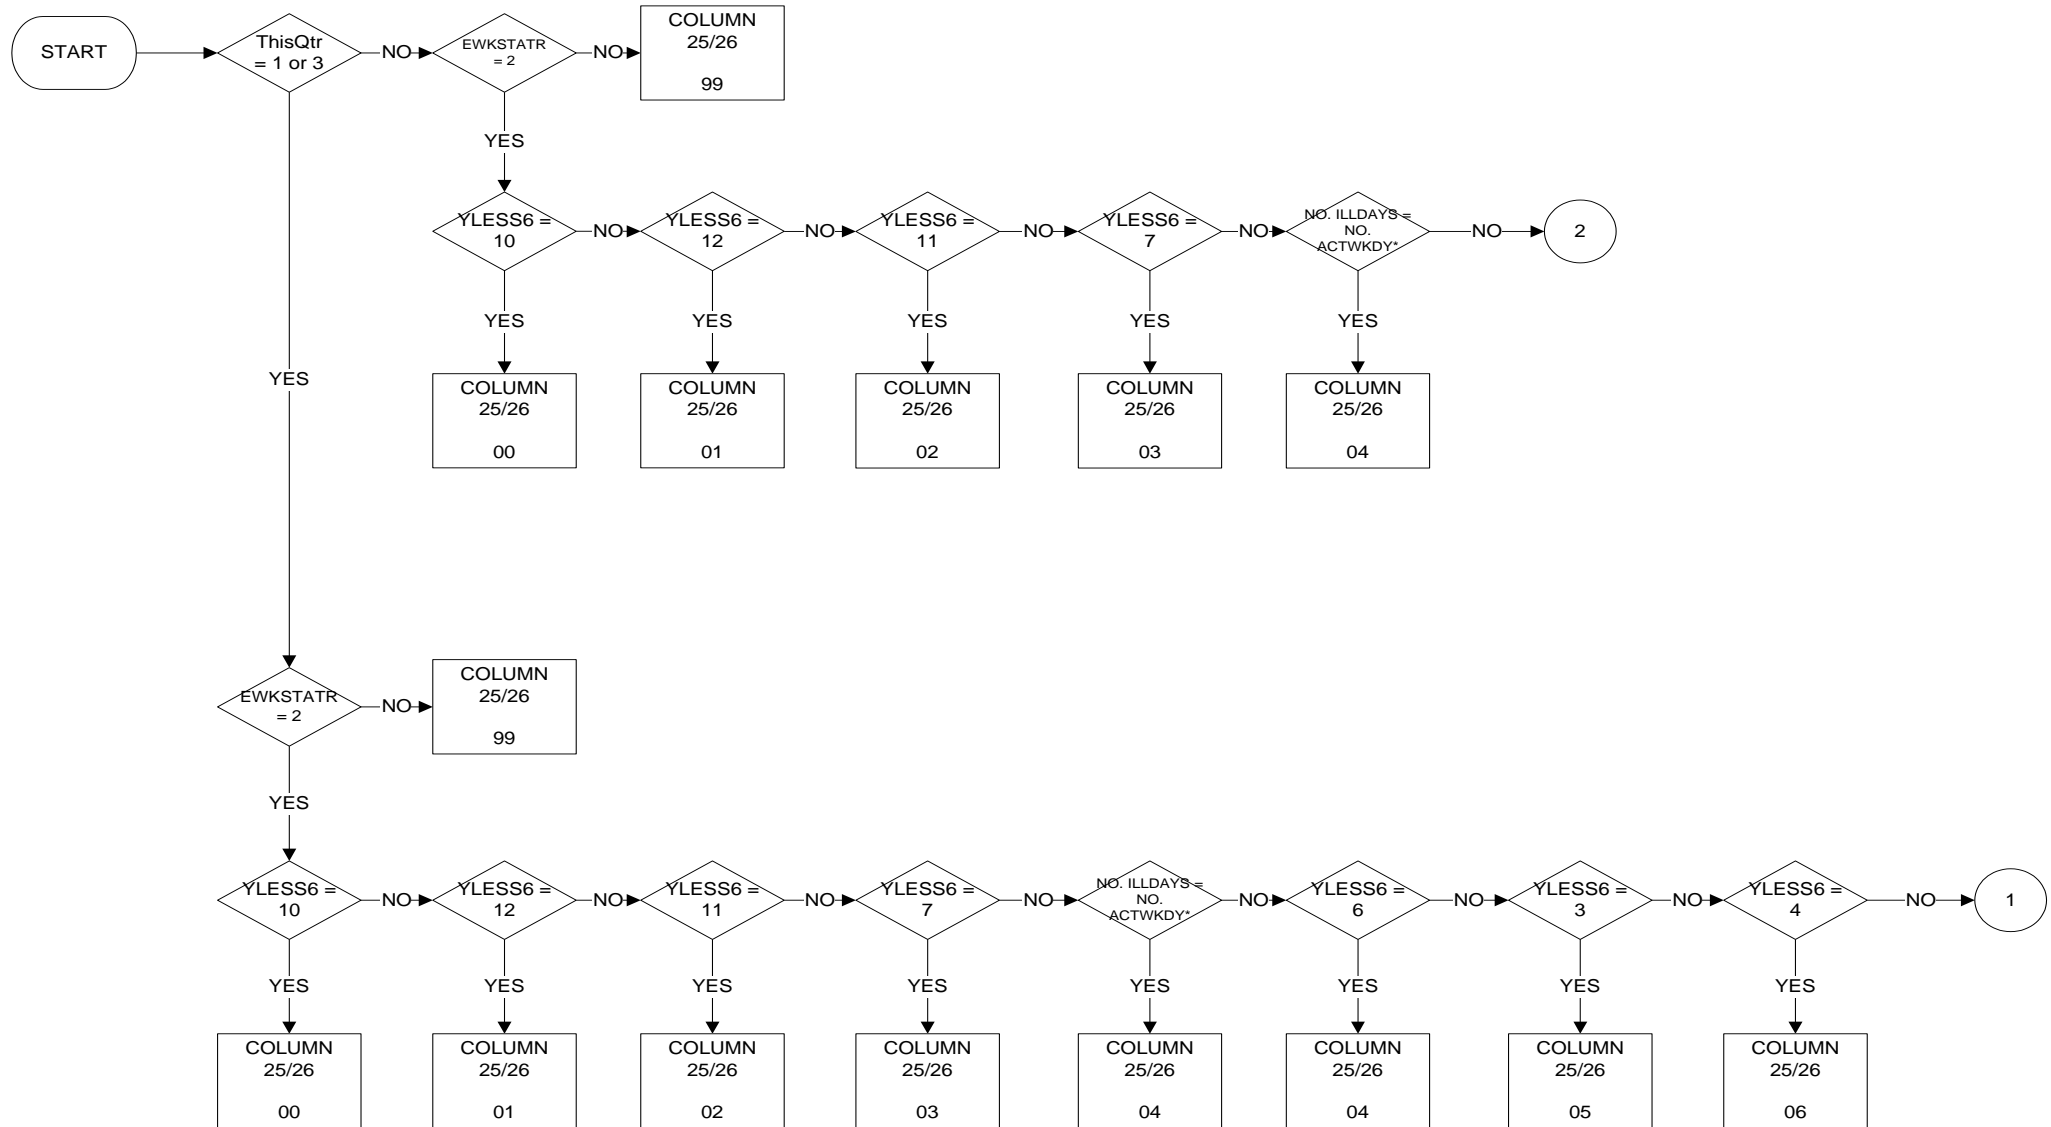 START
ThisQtr
= 1 or 3
NO
EWKSTATR
= 2
NO
COLUMN
25/26
99
YES
YLESS6 =
10
NO
YLESS6 =
12
NO
YLESS6 =
11
NO
YLESS6 =
7
NO
NO. ILLDAYS =
NO.
ACTWKDY*
NO
2
YES
YES
YES
YES
YES
COLUMN
25/26
00
COLUMN
25/26
01
COLUMN
25/26
02
COLUMN
25/26
03
COLUMN
25/26
04
YES
EWKSTATR
= 2
NO
COLUMN
25/26
99
YES
YLESS6 =
10
NO
YLESS6 =
12
NO
YLESS6 =
11
NO
YLESS6 =
7
NO
NO. ILLDAYS =
NO.
ACTWKDY*
NO
YLESS6 =
6
NO
YLESS6 =
3
NO
YLESS6 =
4
NO
1
YES
YES
YES
YES
YES
YES
YES
YES
COLUMN
25/26
00
COLUMN
25/26
01
COLUMN
25/26
02
COLUMN
25/26
03
COLUMN
25/26
04
COLUMN
25/26
04
COLUMN
25/26
05
COLUMN
25/26
06